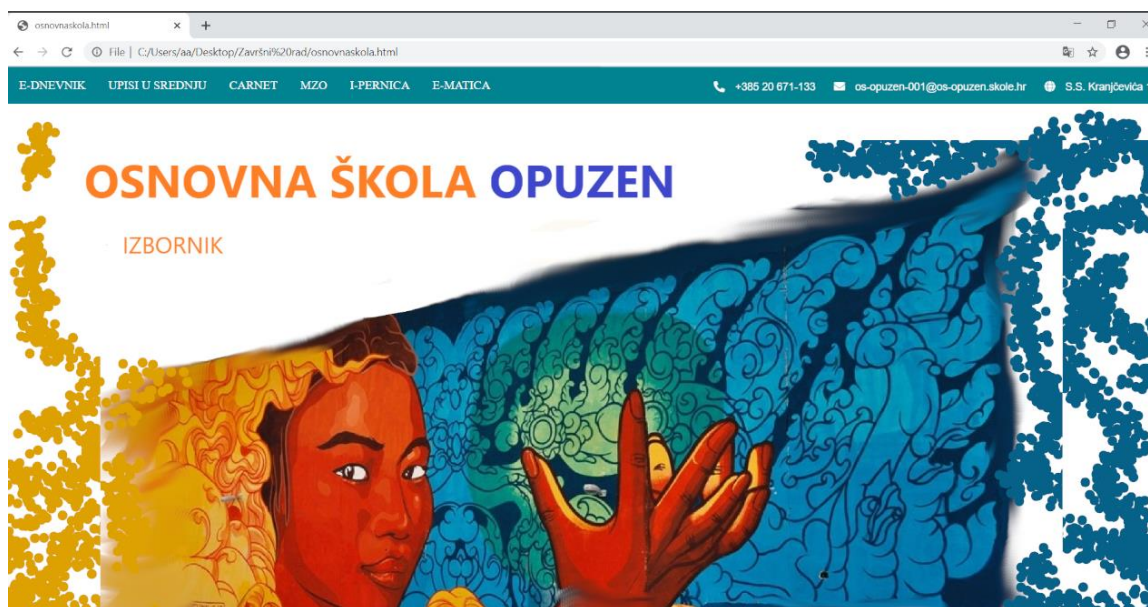 osnovnaskola.html
File | C:/Users/aa/Desktop/Završni%20rad/osnovnaskola.html
E-DNEVNIK UPISI U SREDNJU CARNET MZO I-PERNICA E-MATICA +385 20 671-133 os-opuzen-001@os-opuzen.skole.hr S.S. Kranjčevića
OSNOVNA ŠKOLA OPUZEN
IZBORNIK